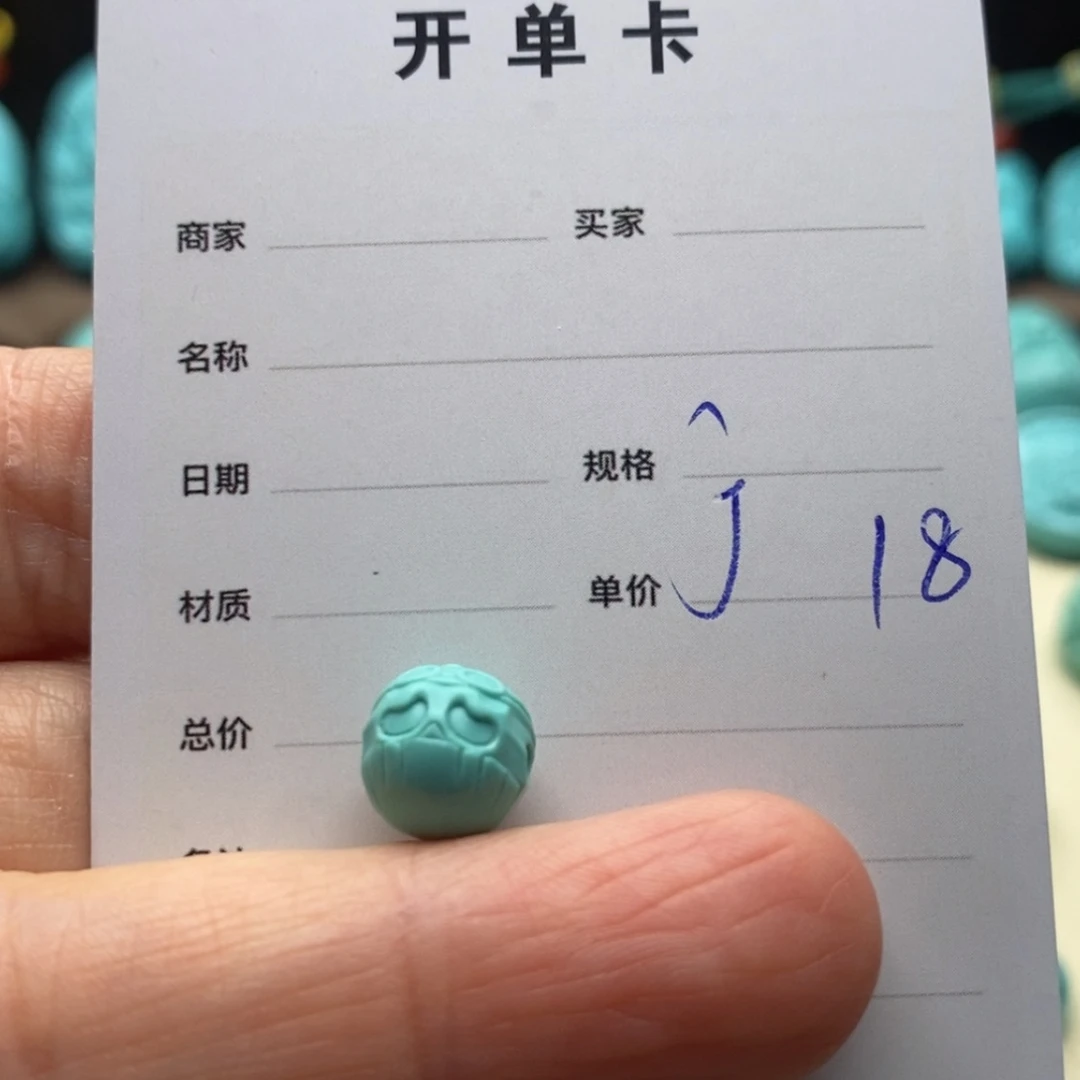 开单卡
商家 买家
名称
日期 规格
材质 单价 J 18
总价